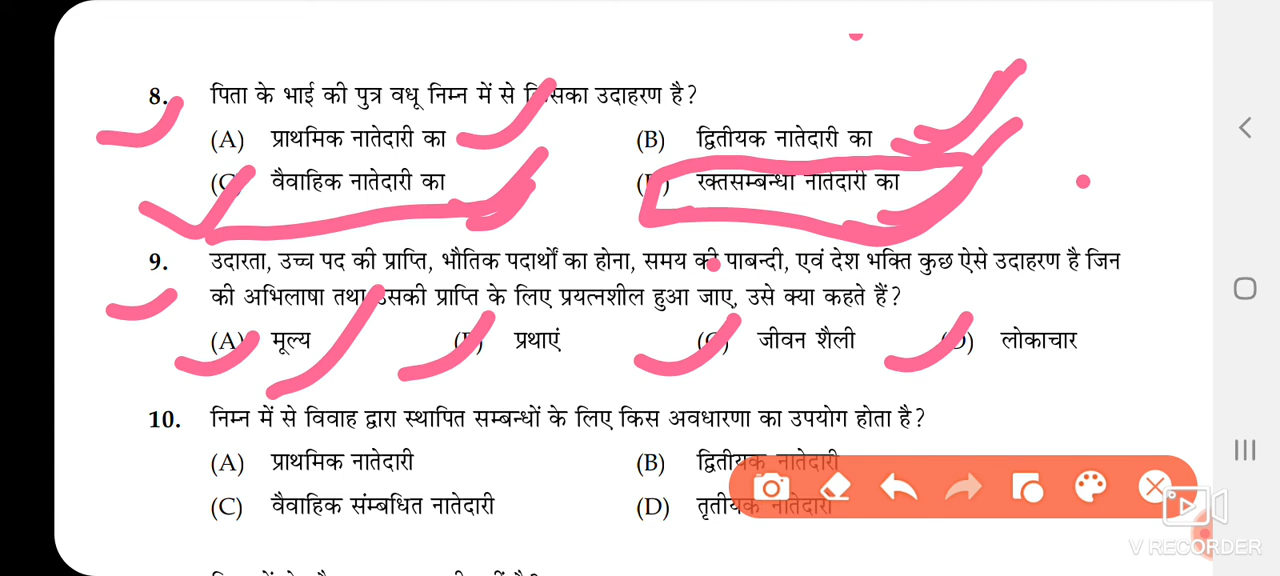 8. पिता के भाई की पुत्र वधू निम्न में से किसका उदाहरण है?
(A) प्राथमिक नातेदारी का (B) द्वितीयक नातेदारी का
(C) वैवाहिक नातेदारी का (D) रक्तसम्बन्धी नातेदारी का
9. उदारता, उच्च पद की प्राप्ति, भौतिक पदार्थों का होना, समय की पाबन्दी, एवं देश भक्ति कुछ ऐसे उदाहरण है जिन
की अभिलाषा तथा उसकी प्राप्ति के लिए प्रयत्नशील हुआ जाए, उसे क्या कहते हैं?
(A) मूल्य (B) प्रथाएं (C) जीवन शैली (D) लोकाचार
10. निम्न में से विवाह द्वारा स्थापित सम्बन्धों के लिए किस अवधारणा का उपयोग होता है?
(A) प्राथमिक नातेदारी (B) द्वितीयक नातेदारी
(C) वैवाहिक संम्बधित नातेदारी (D) तृतीयक नातेदारी
V RECORDER